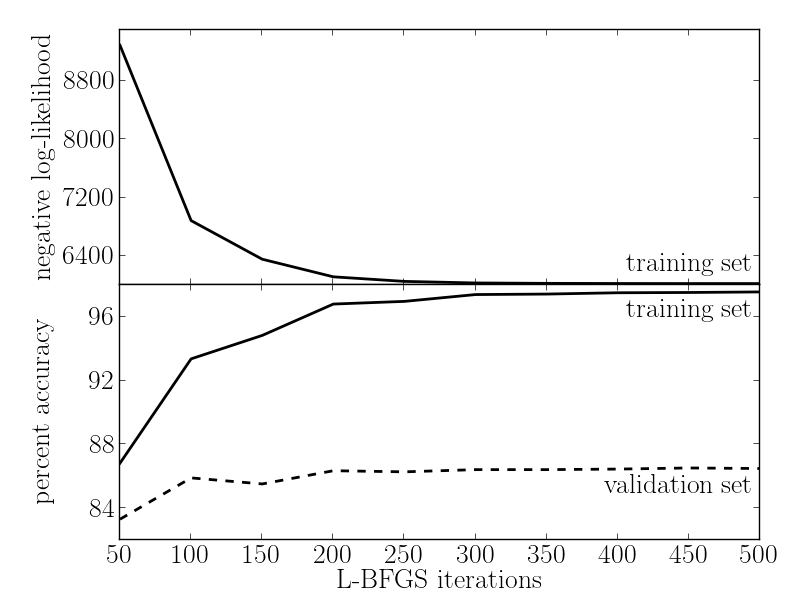 negative log-likelihood
8800
8000
7200
6400
training set
percent accuracy
96
92
88
84
training set
validation set
50 100 150 200 250 300 350 400 450 500
L-BFGS iterations